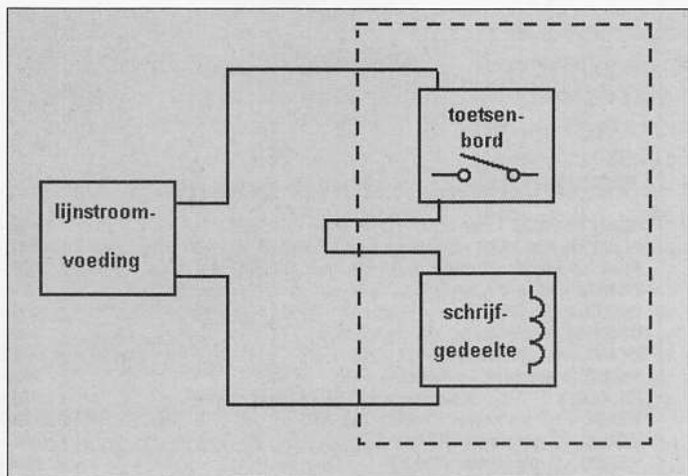 toetsen-
bord
lijnstroom-
voeding
schrijf-
gedeelte